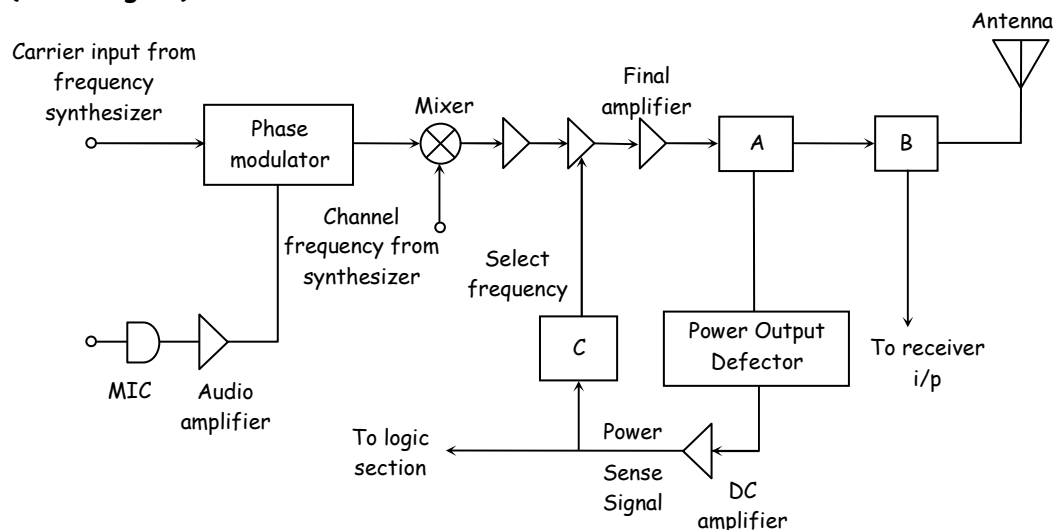 Antenna
Carrier input from
frequency
synthesizer
Final
amplifier
Mixer
Phase
modulator
A
B
Channel
frequency from
synthesizer
Select
frequency
C
Power Output
Defector
To receiver
i/p
MIC
Audio
amplifier
To logic
section
Power
Sense
Signal
DC
amplifier